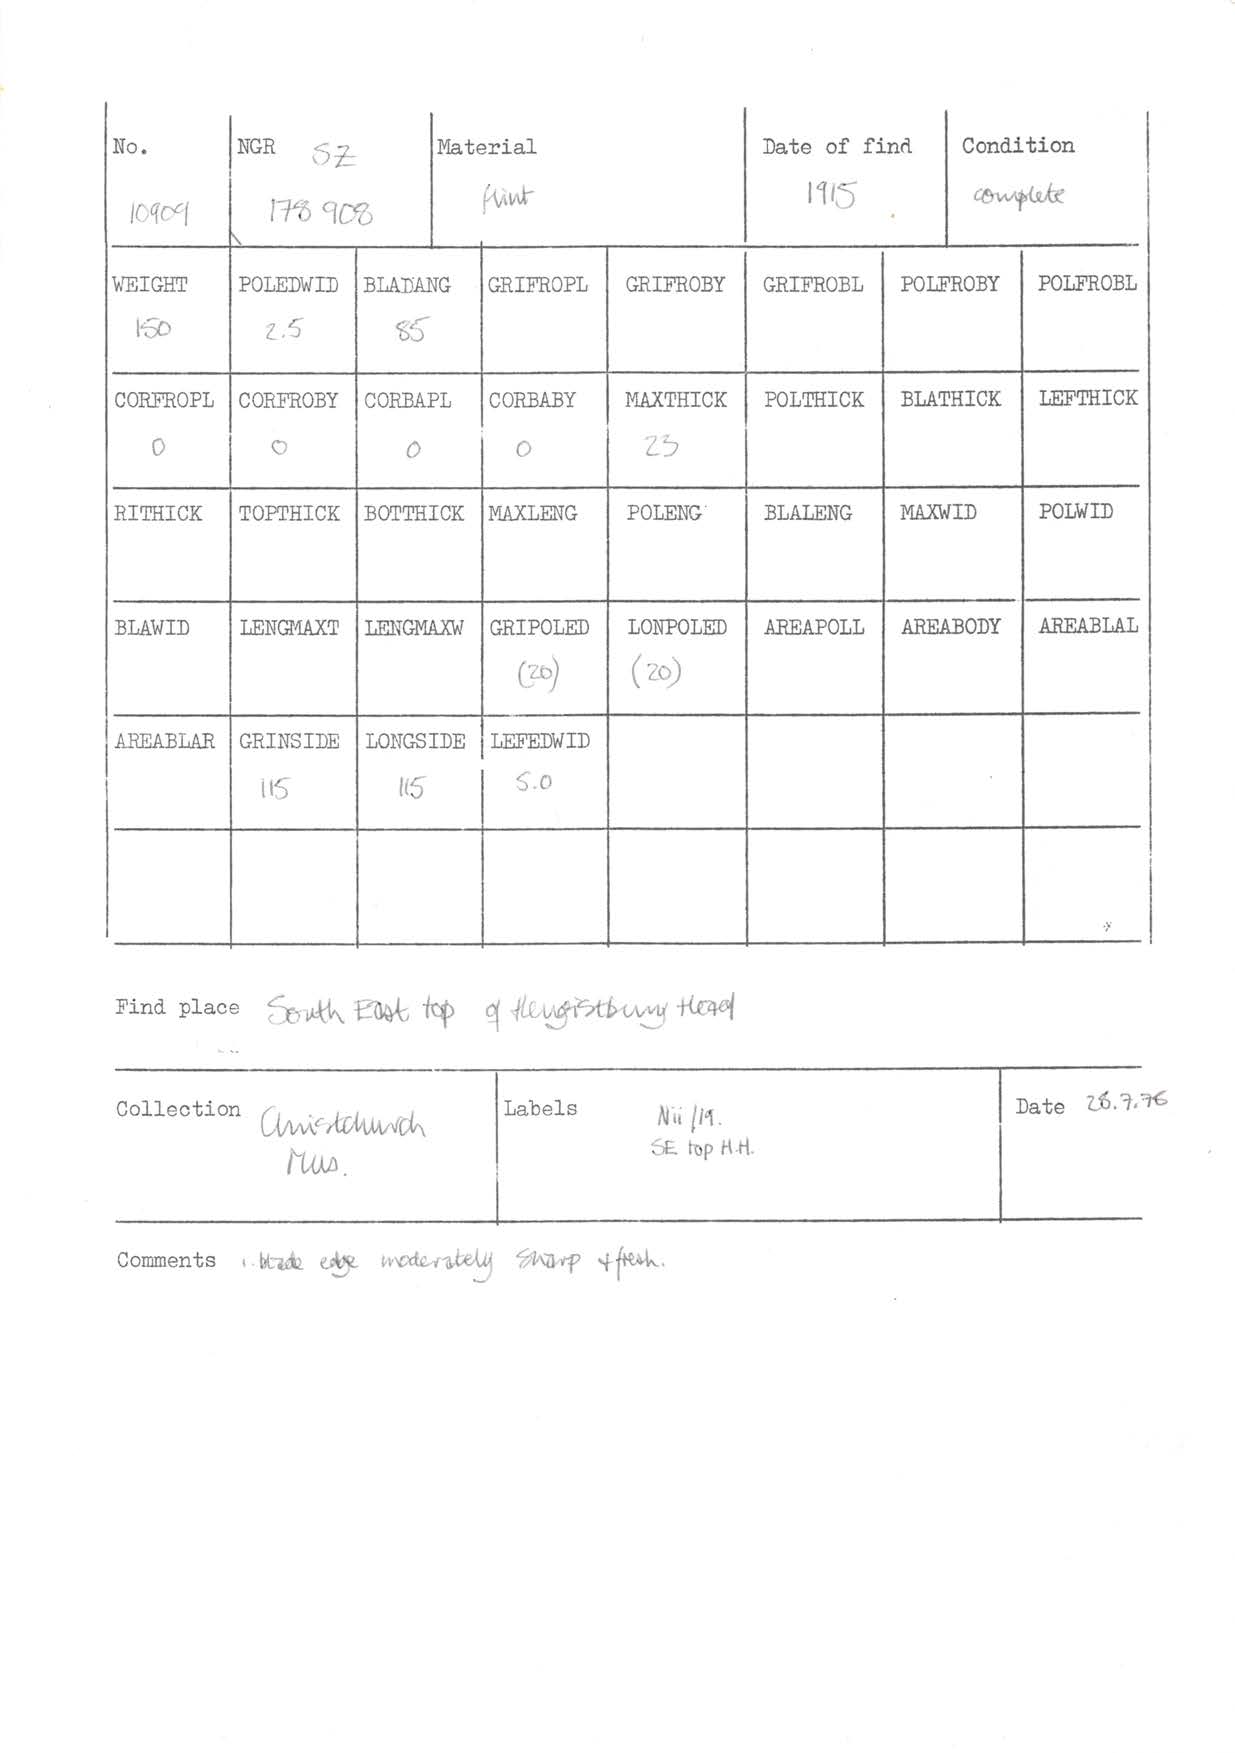 No. NGR SZ Material Date of find Condition
10909 178 908 flint 1915 complete
WEIGHT POLEDWID BLADANG GRIFROPL GRIFROBY GRIFROBL POLFROBY POLFROBL
150 2.5 85
CORFROPL CORFROBY CORBAPL CORBABY MAXTHICK POLTHICK BLATHICK LEFTHICK
0 0 0 0 23
RITHICK TOPTHICK BOTTHICK MAXLENG POLENG BLALENG MAXWID POLWID
BLAWID LENGMAXT LENGMAXW GRIPOLED LONPOLED AREAPOLL AREABODY AREABLAL
(20) (20)
AREABLAR GRINSIDE LONGSIDE LEFEDWID
115 115 5.0
Find place South East top of Hengistbury Head
Collection Christchurch Mus.
Labels Nii/19.
SE top H.H.
Date 28.7.76
Comments 1. blade edge moderately sharp + fresh.